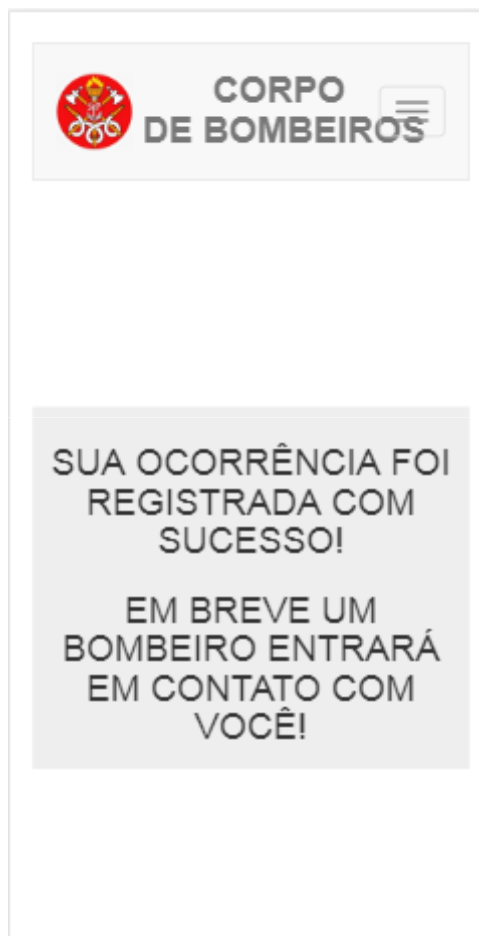 CORPO
DE BOMBEIROS
SUA OCORRÊNCIA FOI
REGISTRADA COM
SUCESSO!
EM BREVE UM
BOMBEIRO ENTRARÁ
EM CONTATO COM
VOCÊ!